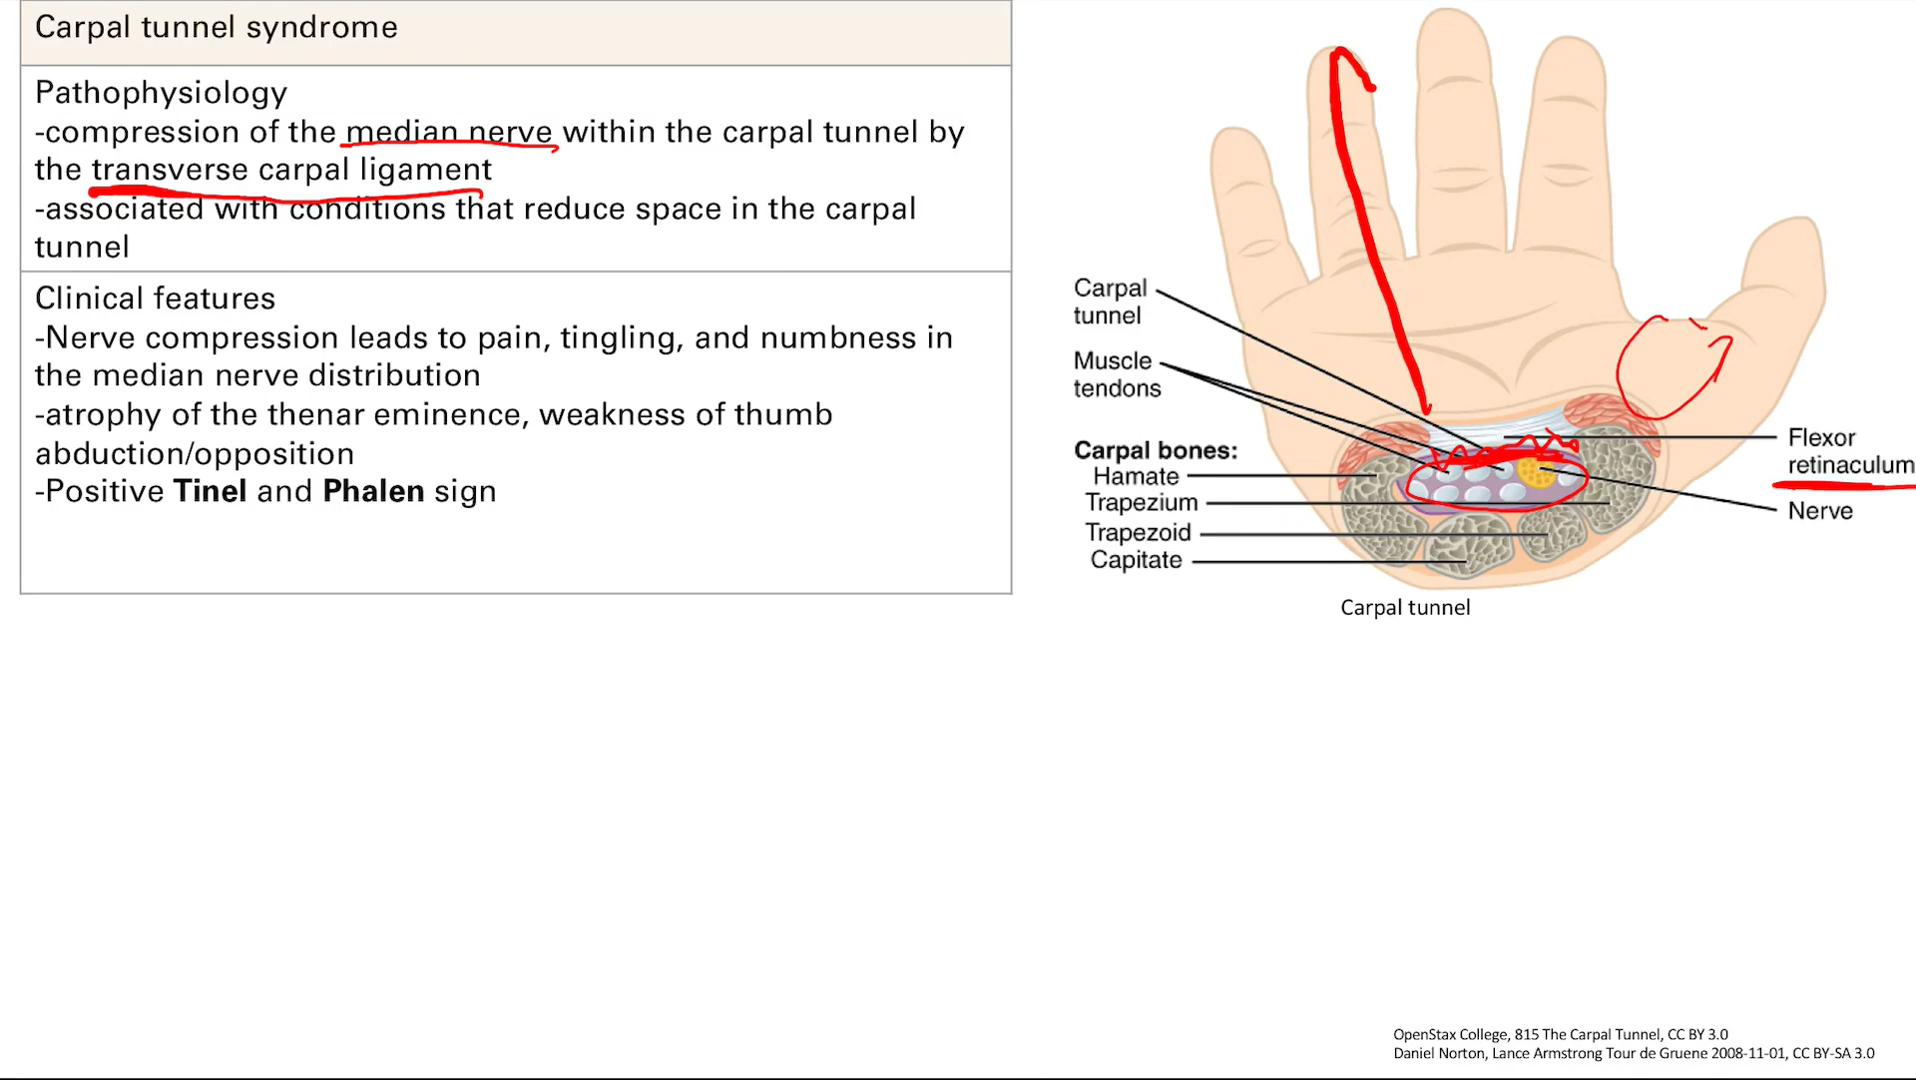 Carpal tunnel syndrome
Pathophysiology
-compression of the median nerve within the carpal tunnel by
the transverse carpal ligament
-associated with conditions that reduce space in the carpal
tunnel
Clinical features
-Nerve compression leads to pain, tingling, and numbness in
the median nerve distribution
-atrophy of the thenar eminence, weakness of thumb
abduction/opposition
-Positive Tinel and Phalen sign
Carpal
tunnel
Muscle
tendons
Carpal bones:
Hamate
Trapezium
Trapezoid
Capitate
Flexor
retinaculum
Nerve
Carpal tunnel
OpenStax College, 815 The Carpal Tunnel, CC BY 3.0
Daniel Norton, Lance Armstrong Tour de Gruene 2008-11-01, CC BY-SA 3.0